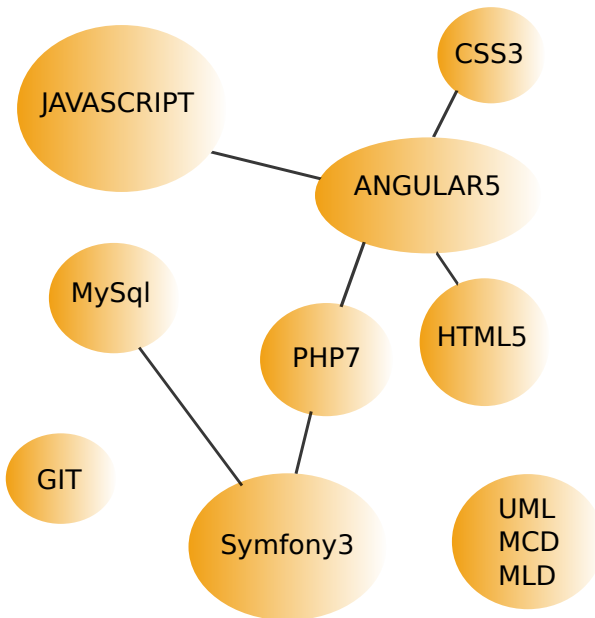 CSS3
JAVASCRIPT
ANGULAR5
MySql
HTML5
PHP7
GIT
Symfony3
UML
MCD
MLD